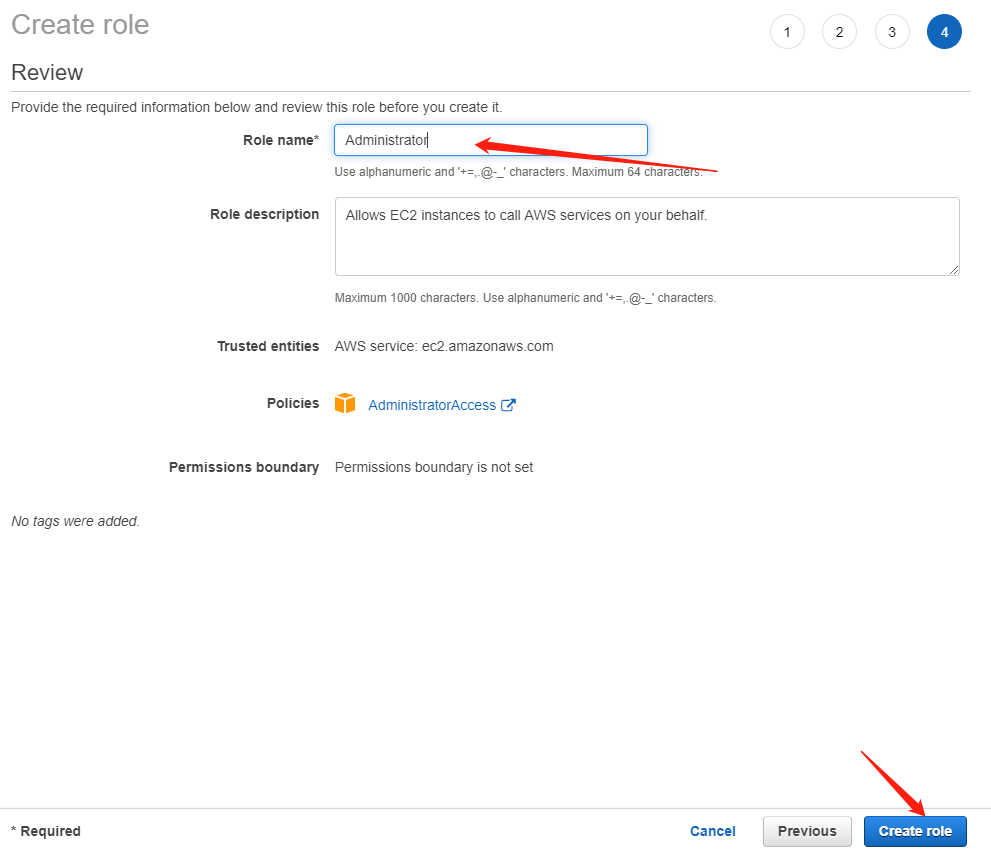 Create role
1 2 3 4
Review
Provide the required information below and review this role before you create it.
Role name* Administrator
Use alphanumeric and '+=,.@-_' characters. Maximum 64 characters.
Role description Allows EC2 instances to call AWS services on your behalf.
Maximum 1000 characters. Use alphanumeric and '+=,.@-_' characters.
Trusted entities AWS service: ec2.amazonaws.com
Policies AdministratorAccess
Permissions boundary Permissions boundary is not set
No tags were added.
* Required Cancel Previous Create role